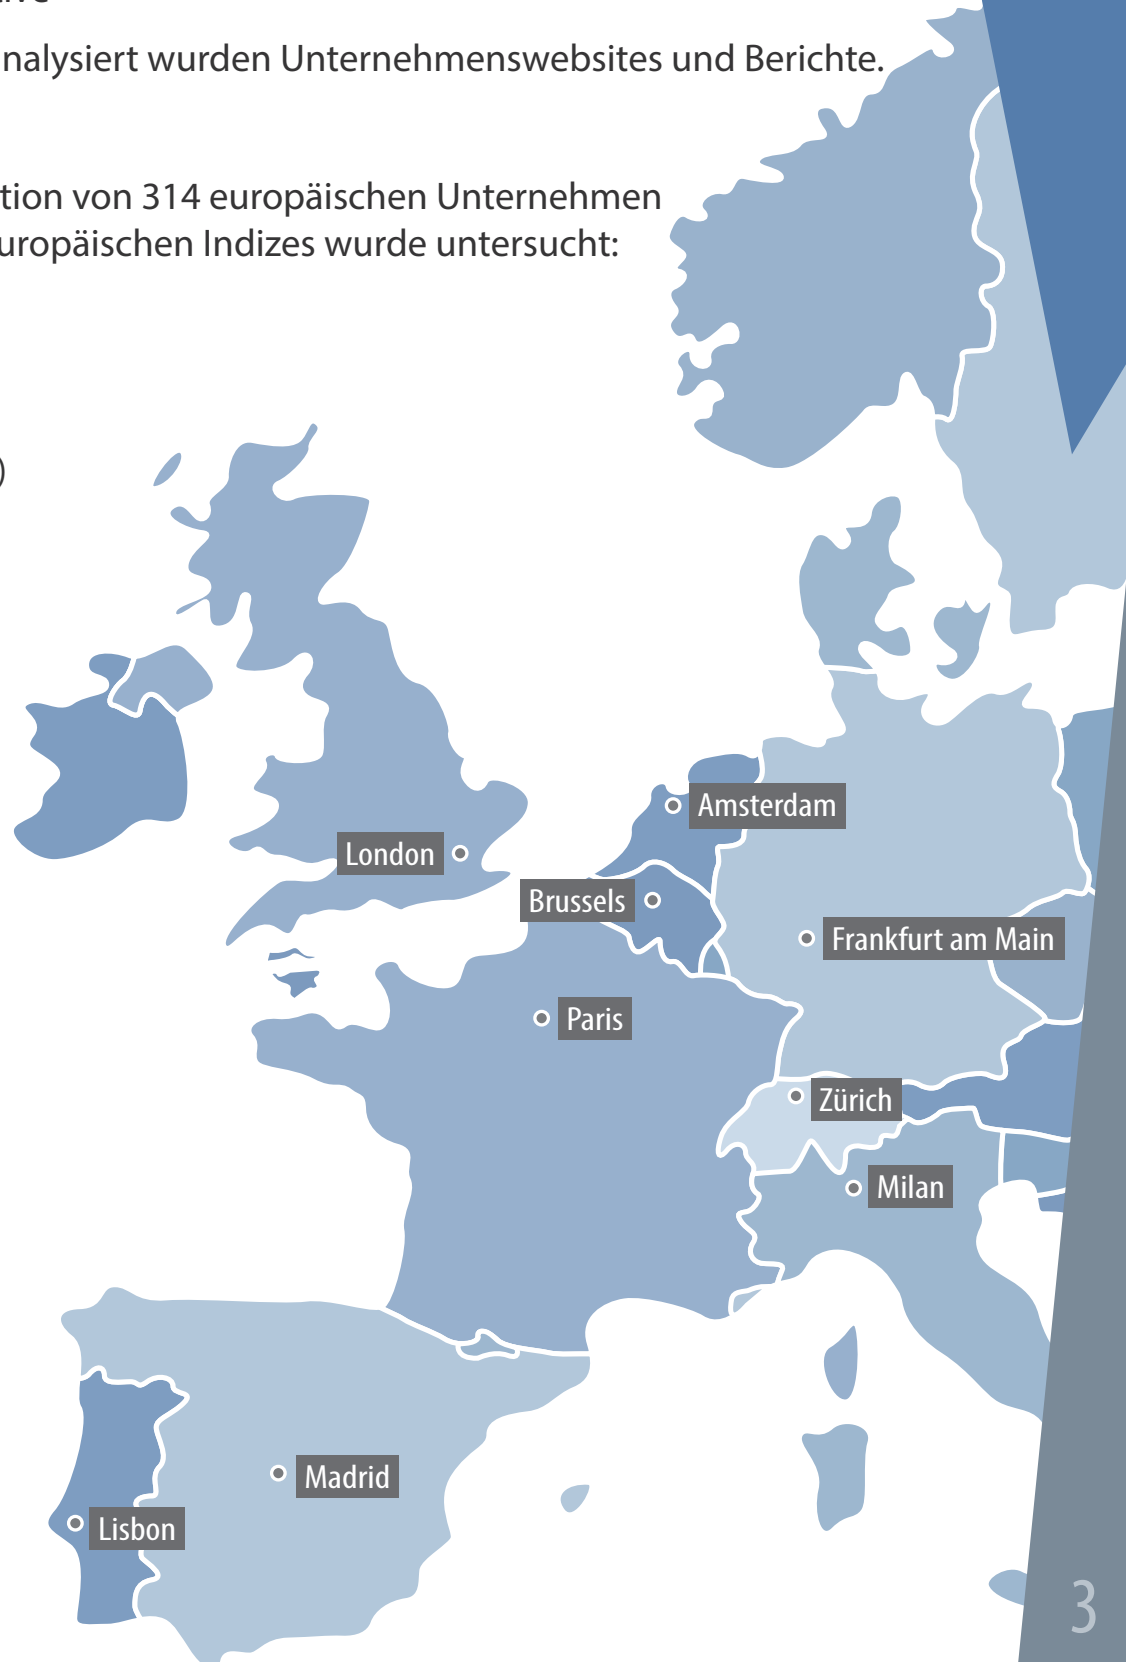 nalysiert wurden Unternehmenswebsites und Berichte.
tion von 314 europäischen Unternehmen
uropäischen Indizes wurde untersucht:
)
Amsterdam
London
Brussels
Frankfurt am Main
Paris
Zürich
Milan
Madrid
Lisbon
3